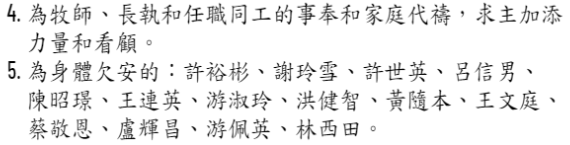 4. 為牧師、長執和任職同工的事奉和家庭代禱，求主加添
力量和看顧。
5. 為身體欠安的：許裕彬、謝玲雪、許世英、呂信男、
陳昭璟、王連英、游淑玲、洪健智、黃隨本、王文庭、
蔡敬恩、盧輝昌、游佩英、林西田。